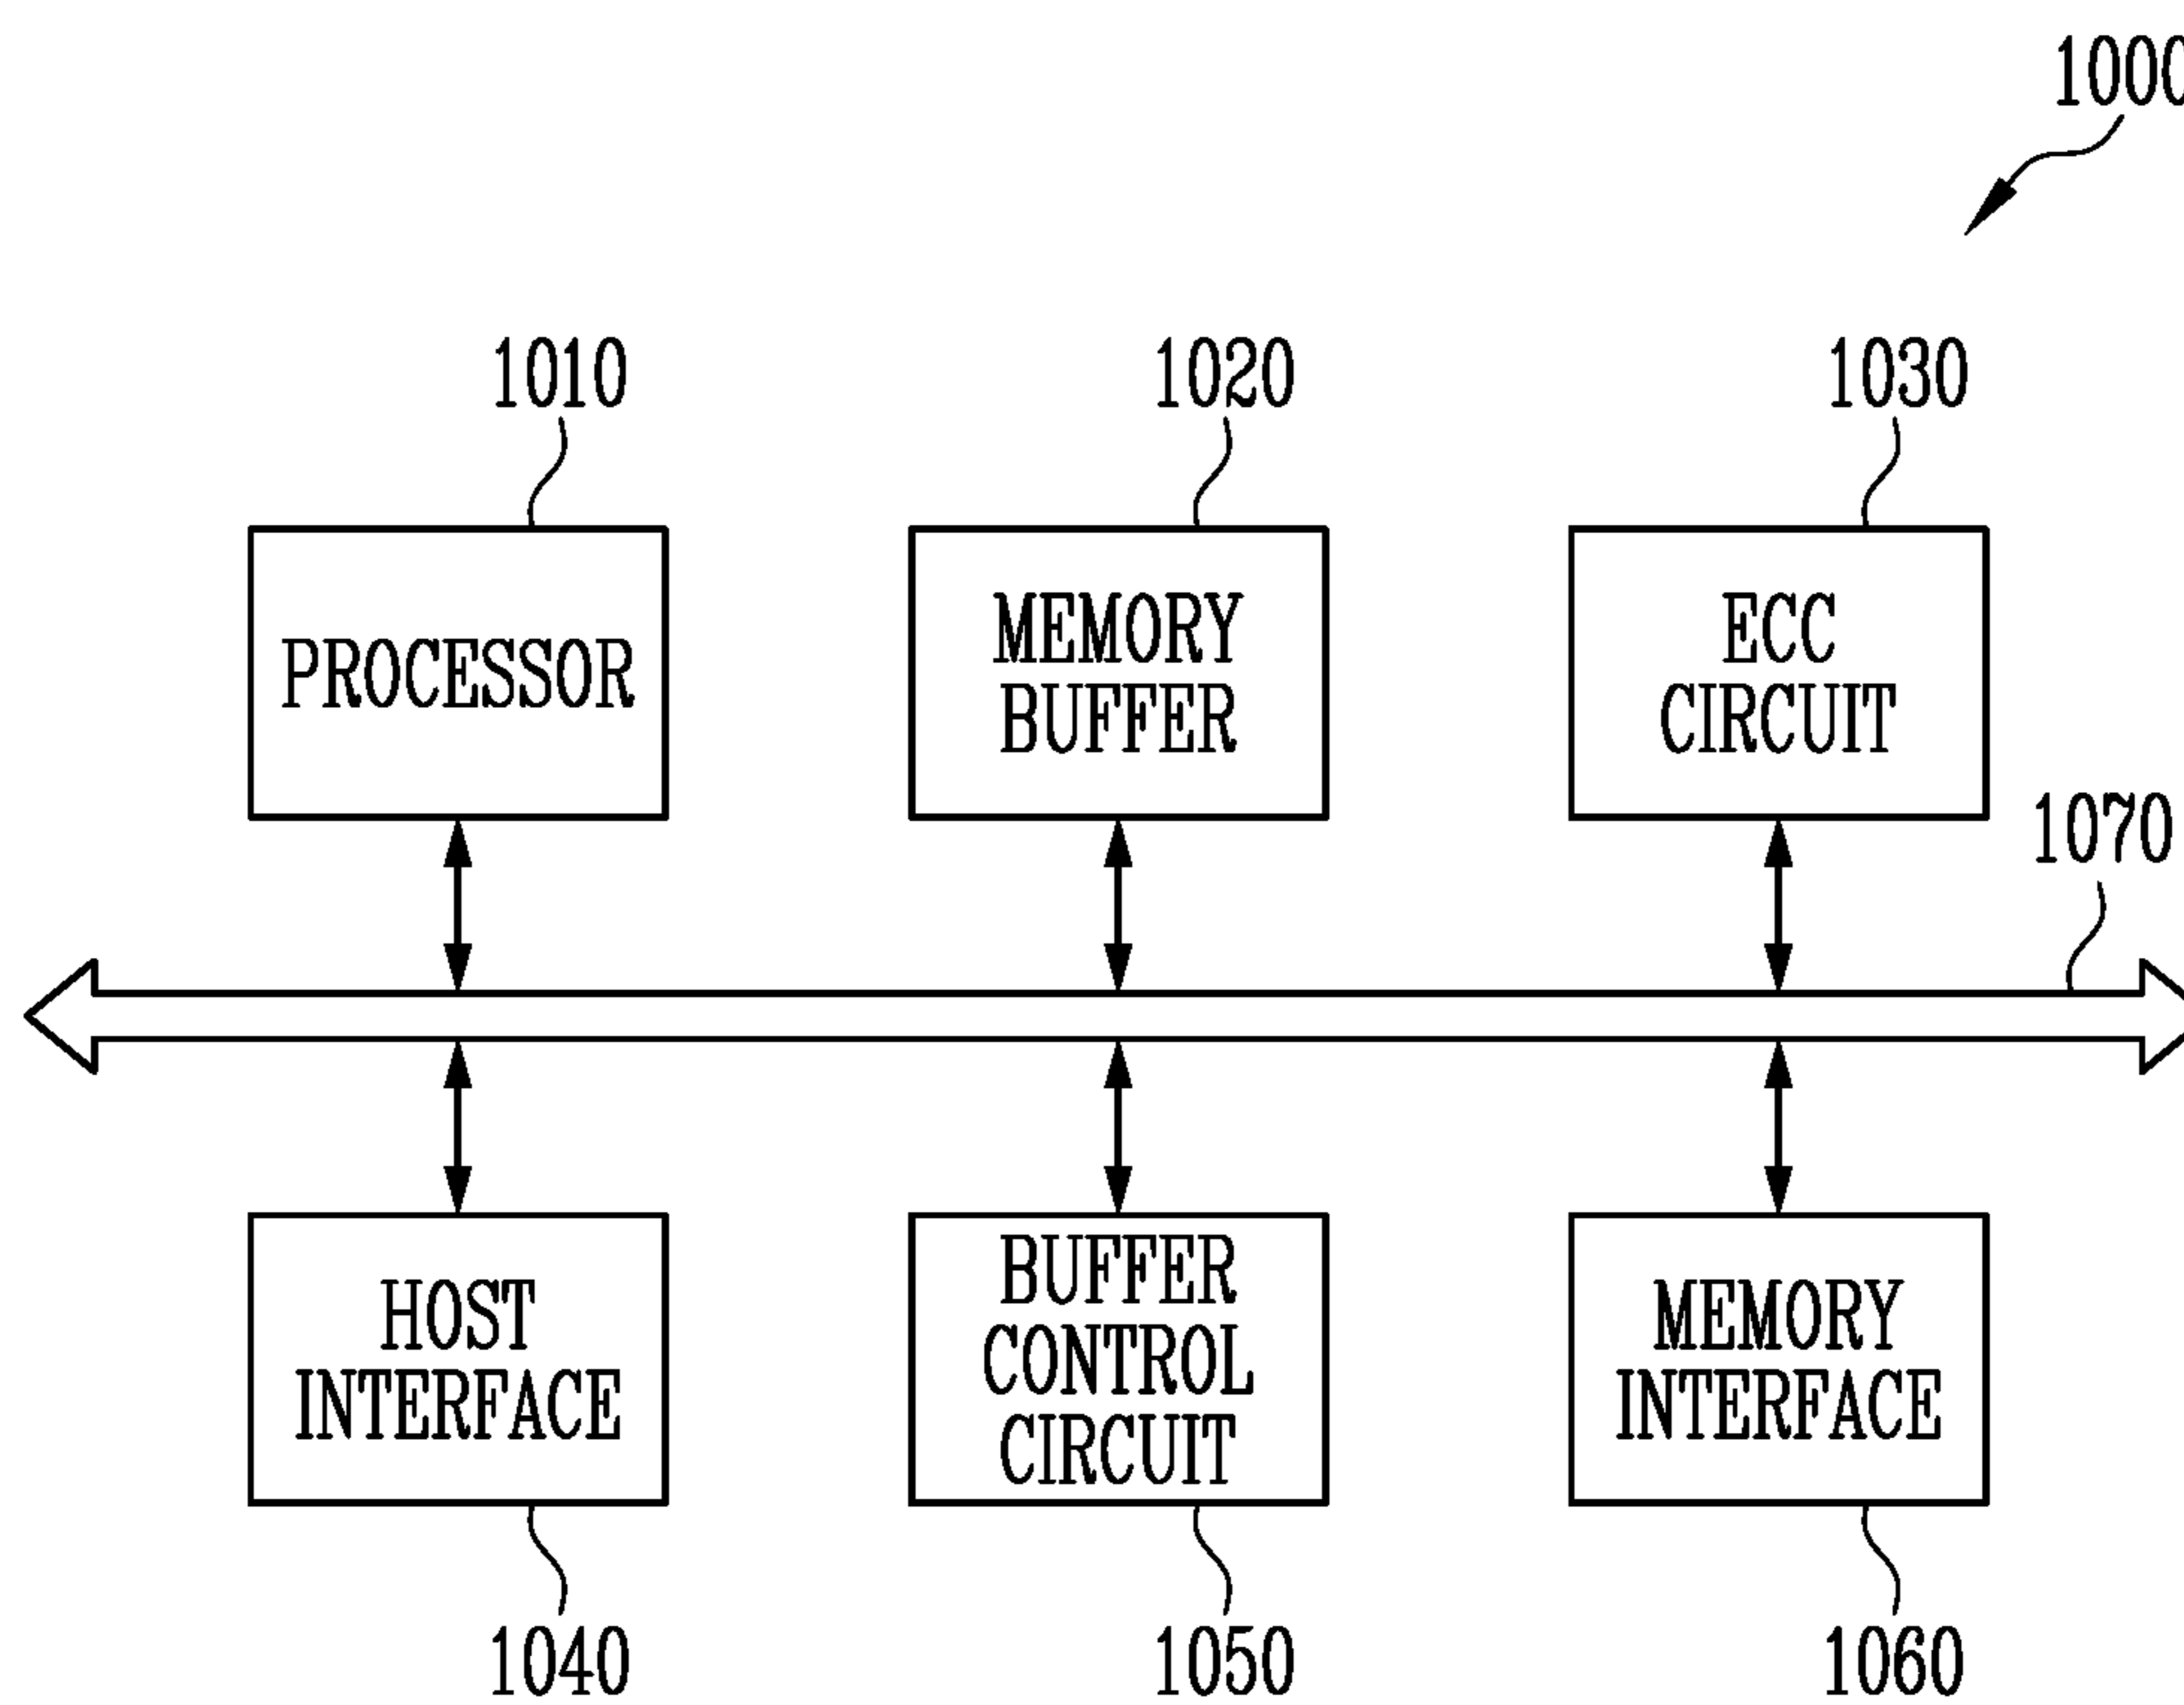 1000
1010
1020
1030
PROCESSOR
MEMORY
BUFFER
ECC
CIRCUIT
1070
HOST
INTERFACE
BUFFER
CONTROL
CIRCUIT
MEMORY
INTERFACE
1040
1050
1060